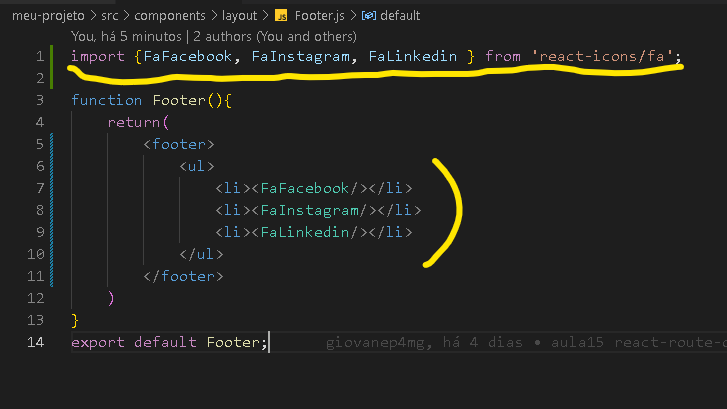 meu-projeto > src > components > layout > JS Footer.js > default
You, há 5 minutos | 2 authors (You and others)
1 import {FaFacebook, FaInstagram, FaLinkedin } from 'react-icons/fa';
2
3 function Footer(){
4 return(
5 <footer>
6 <ul>
7 <li><FaFacebook/></li>
8 <li><FaInstagram/></li>
9 <li><FaLinkedin/></li>
10 </ul>
11 </footer>
12 )
13 }
14 export default Footer; giovanep4mg, há 4 dias • aula15 react-route-